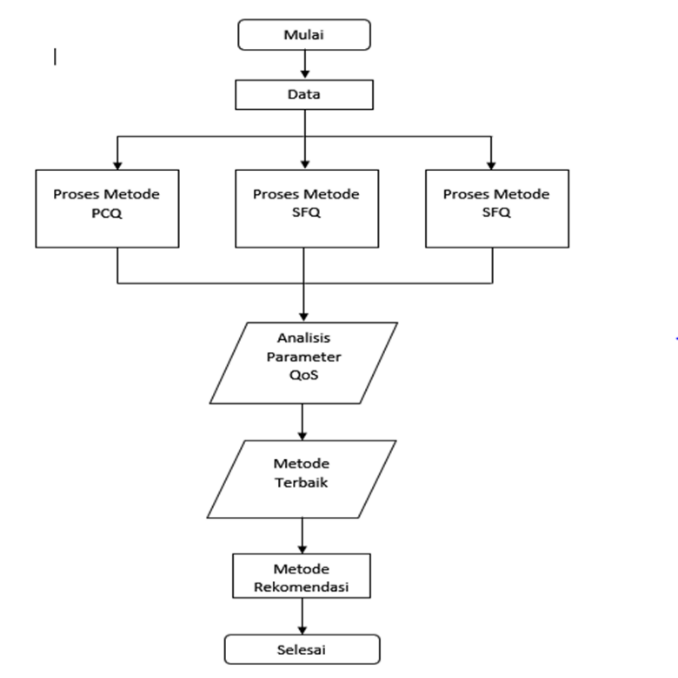 Mulai
Data
Proses Metode
PCQ
Proses Metode
SFQ
Proses Metode
SFQ
Analisis
Parameter
QoS
Metode
Terbaik
Metode
Rekomendasi
Selesai